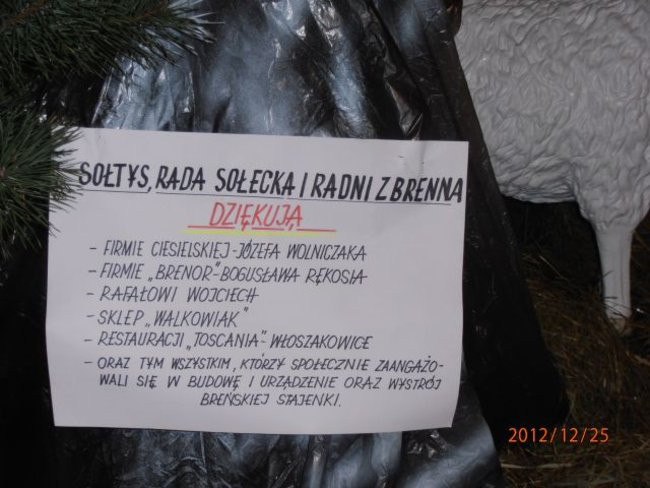 SOŁTYS, RADA SOŁECKA I RADNI Z BRENNA
DZIĘKUJĄ
- FIRMIE CIESIELSKIEJ - JÓZEFA WOLNICZAKA
- FIRMIE „BRENOR"- BOGUSŁAWA RĘKOSIA
- RAFAŁOWI WOJCIECH
- SKLEP „WALKOWIAK"
- RESTAURACJI „TOSCANIA" - WŁOSZAKOWICE
- ORAZ TYM WSZYSTKIM, KTÓRZY SPOŁECZNIE ZAANGAŻO-
WALI SIĘ W BUDOWĘ I URZĄDZENIE ORAZ WYSTRÓJ
BREŃSKIEJ STAJENKI.
2012/12/25